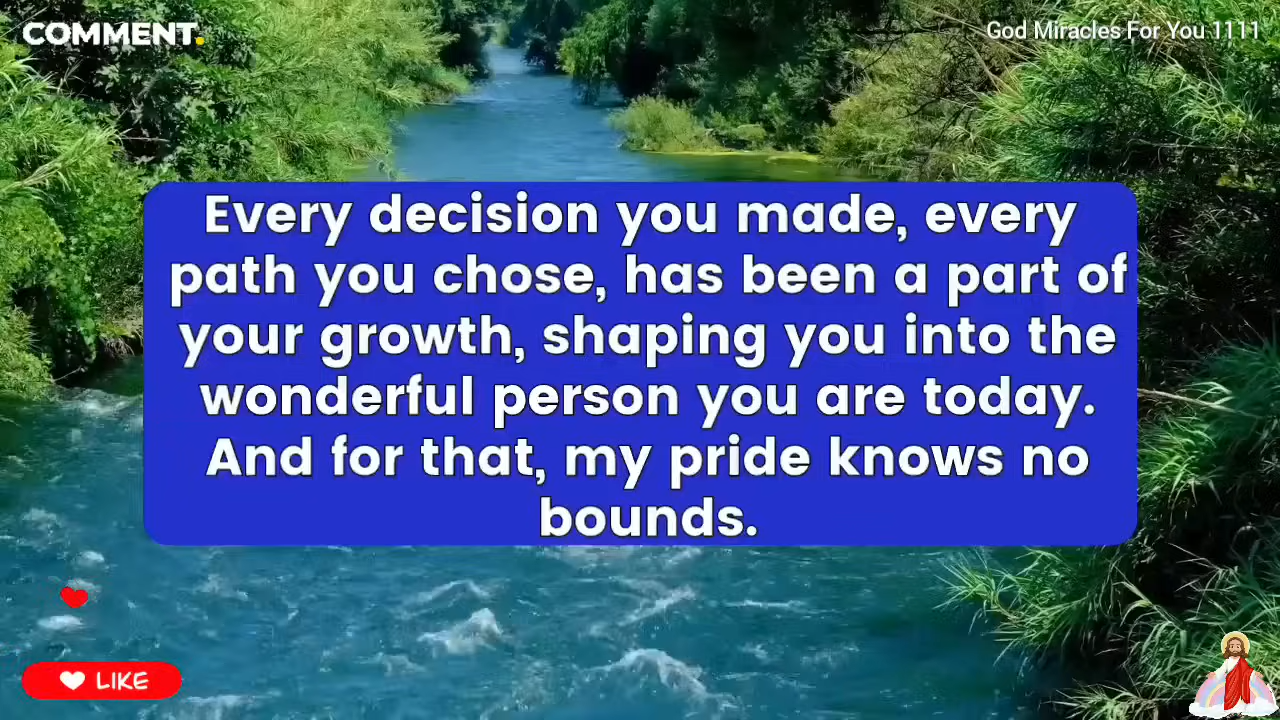 COMMENT.
God Miracles For You 1111
Every decision you made, every
path you chose, has been a part of
your growth, shaping you into the
wonderful person you are today.
And for that, my pride knows no
bounds.
LIKE